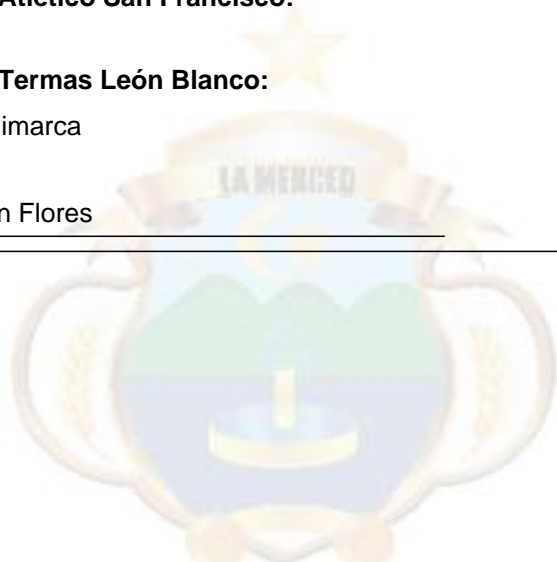 Atlético San Francisco:
Termas León Blanco:
imarca
n Flores
LA MERCED